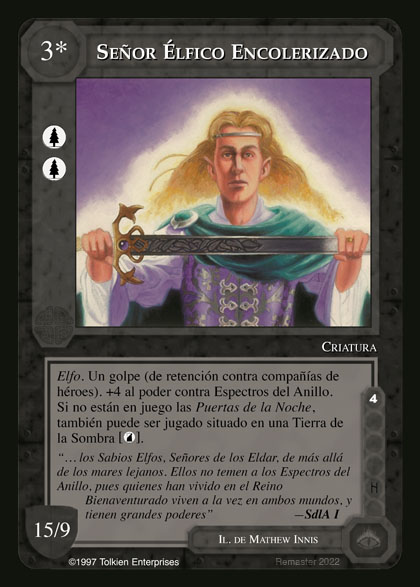 3*
SEÑOR ÉLFICO ENCOLERIZADO
CRIATURA
Elfo. Un golpe (de retención contra compañías de
héroes). +4 al poder contra Espectros del Anillo.
Si no están en juego las Puertas de la Noche,
también puede ser jugado situado en una Tierra de
la Sombra [].
4
“… los Sabios Elfos, Señores de los Eldar, de más allá
de los mares lejanos. Ellos no temen a los Espectros del
Anillo, pues quienes han vivido en el Reino
Bienaventurado viven a la vez en ambos mundos, y
tienen grandes poderes” —SdlA I
H
15/9
IL. DE MATHEW INNIS
©1997 Tolkien Enterprises
Remaster 2022